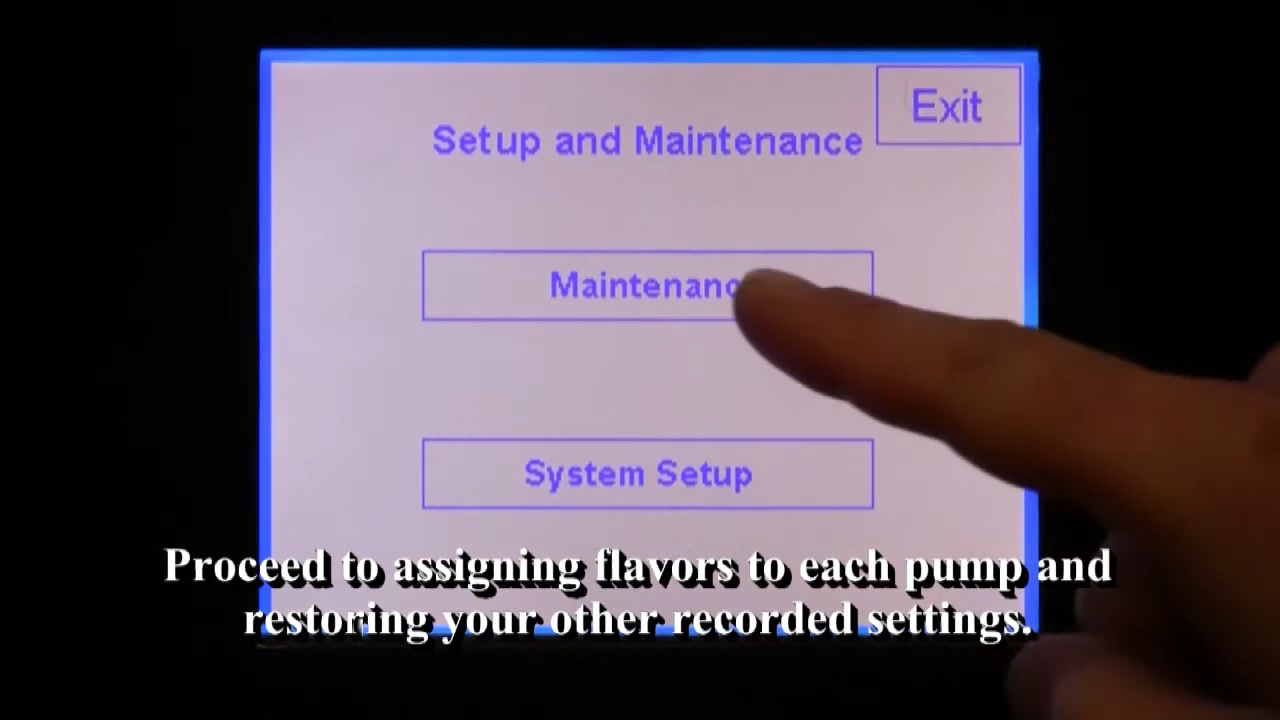 Exit
Setup and Maintenance
Maintenanc
System Setup
Proceed to assigning flavors to each pump and
restoring your other recorded settings.